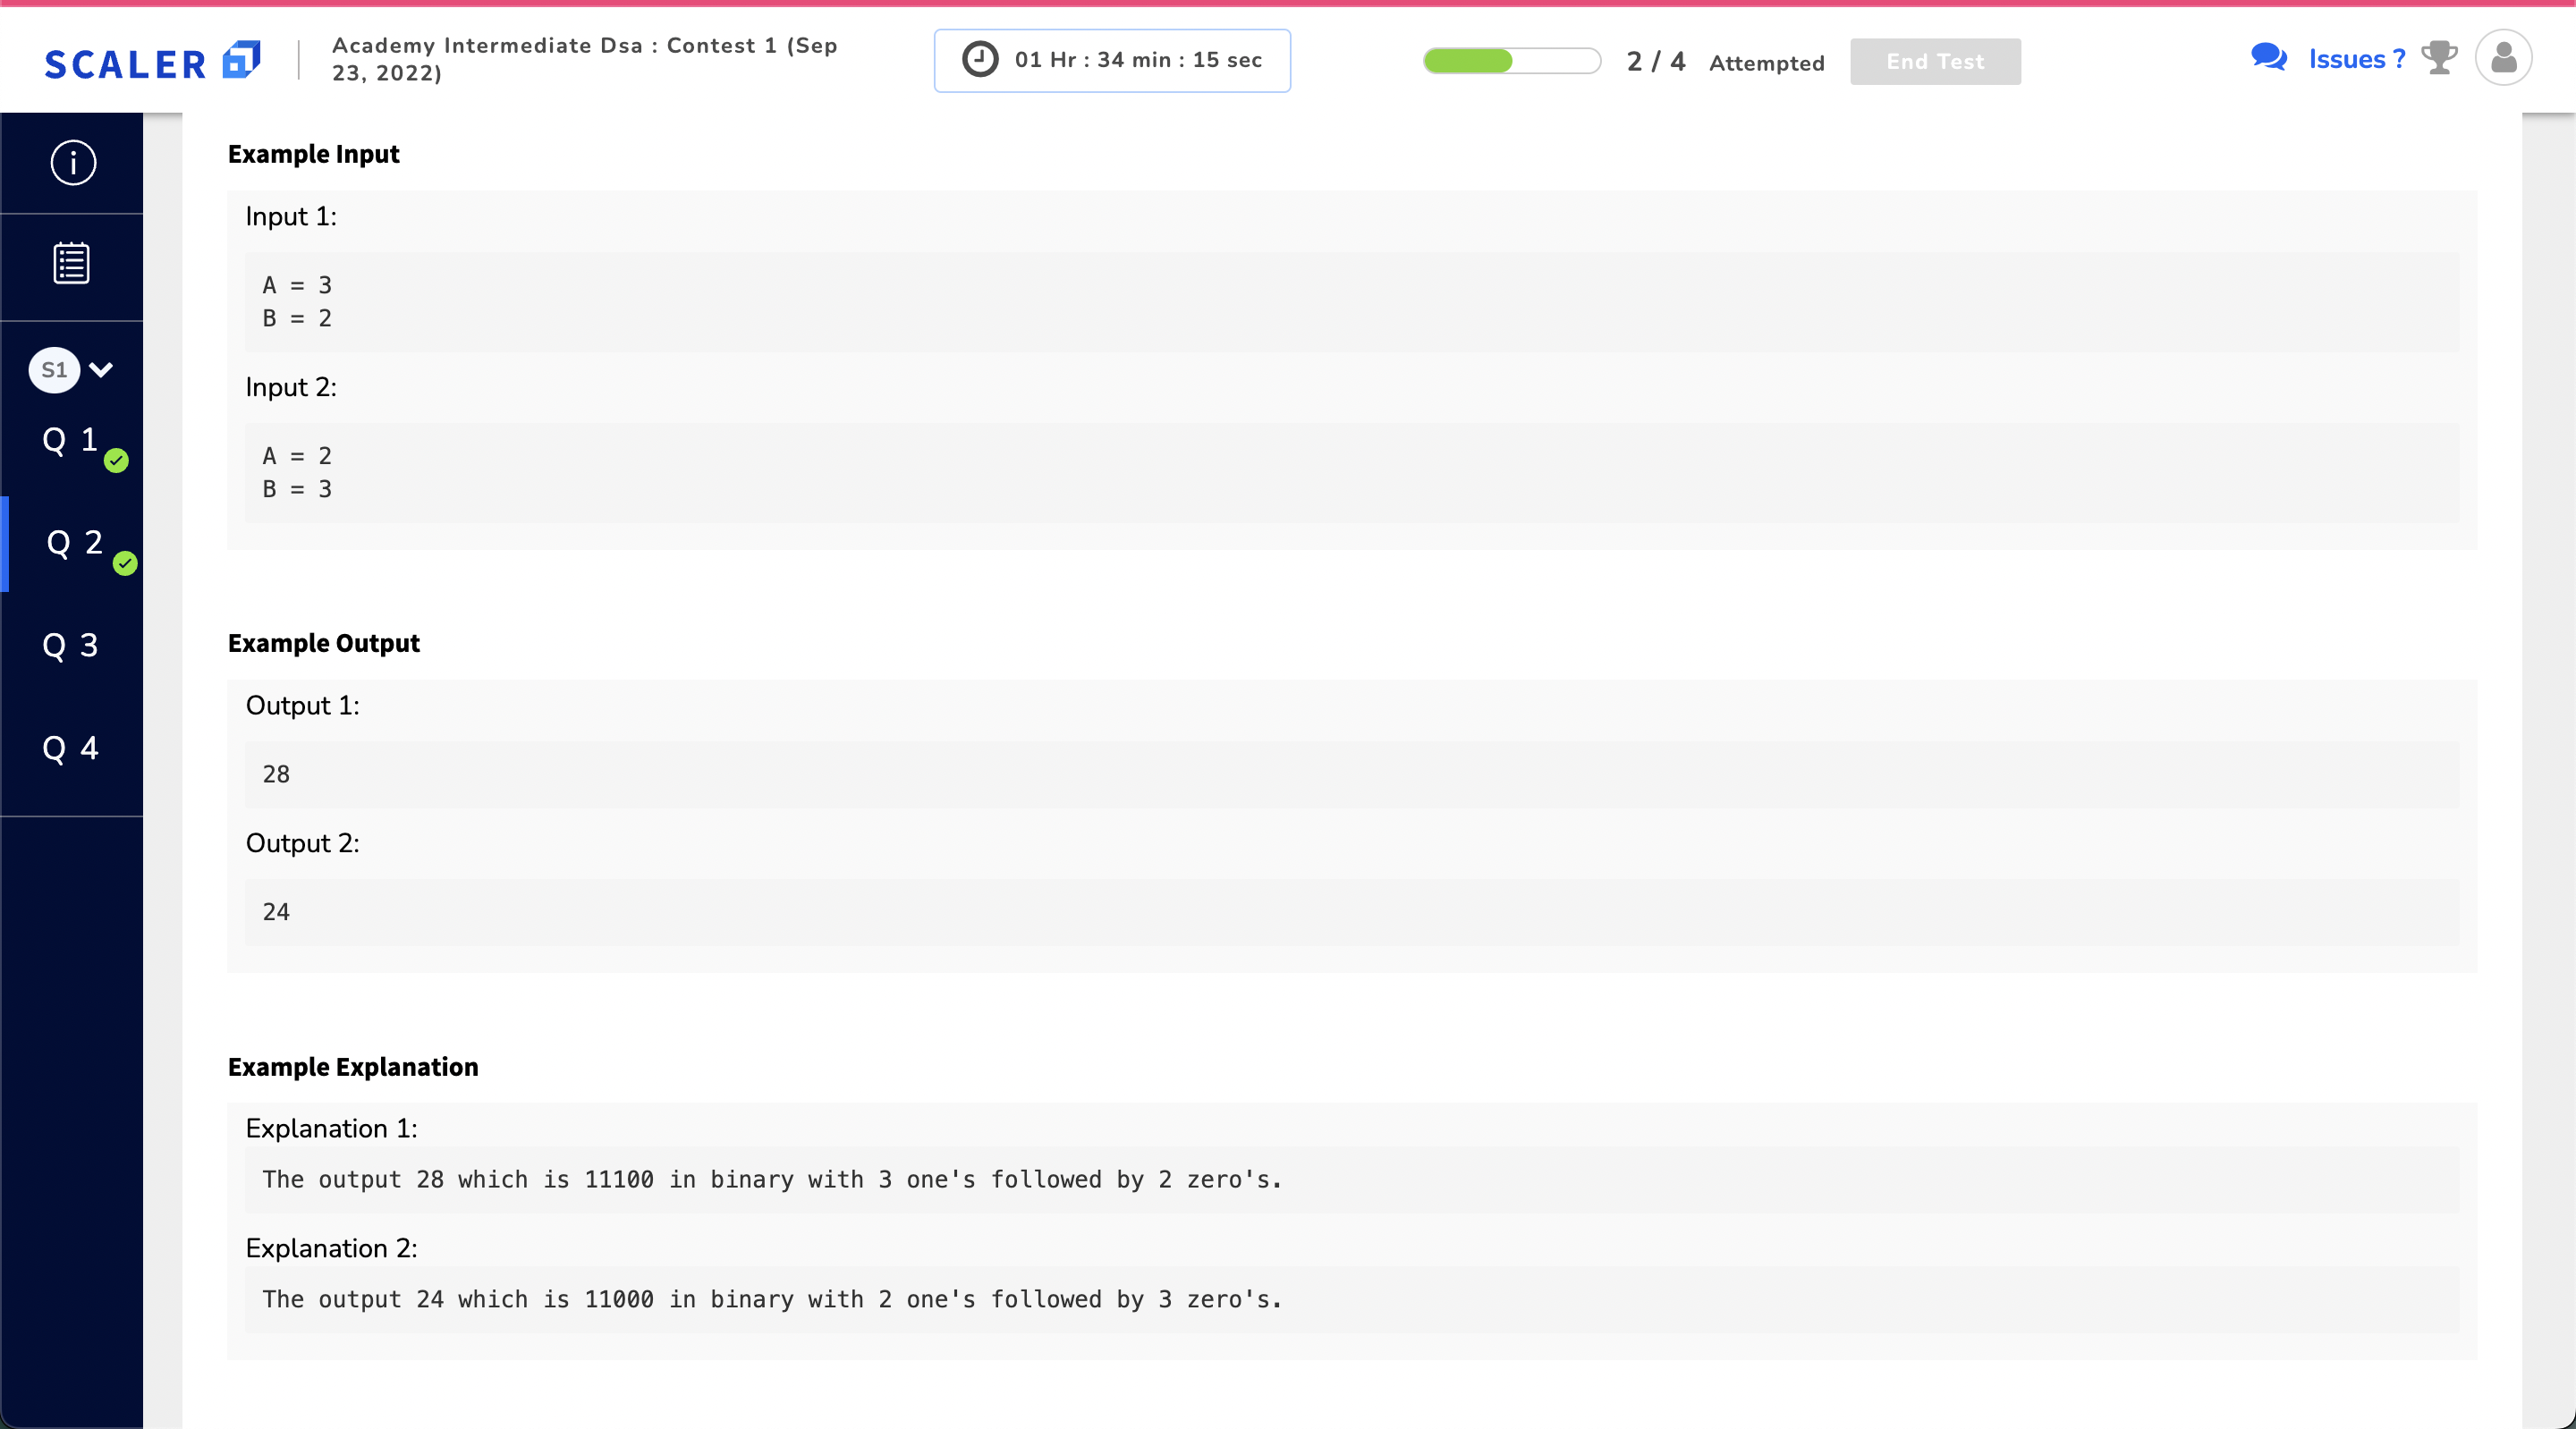 SCALER
Academy Intermediate Dsa : Contest 1 (Sep
23, 2022)
01 Hr : 34 min : 15 sec
2 / 4 Attempted
End Test
Issues ?
S1
Q 1
Q 2
Q 3
Q 4
Example Input
Input 1:
A = 3
B = 2
Input 2:
A = 2
B = 3
Example Output
Output 1:
28
Output 2:
24
Example Explanation
Explanation 1:
The output 28 which is 11100 in binary with 3 one's followed by 2 zero's.
Explanation 2:
The output 24 which is 11000 in binary with 2 one's followed by 3 zero's.